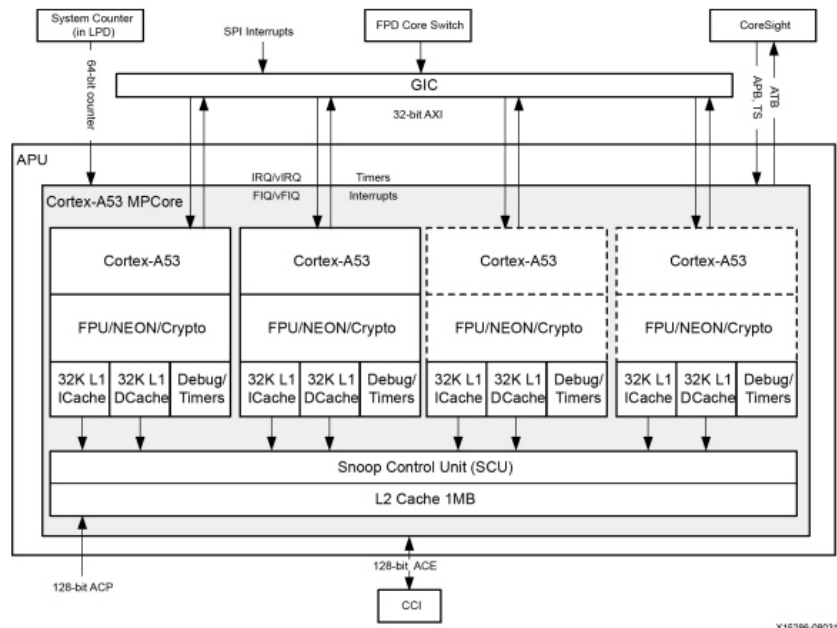 System Counter
(in LPD)
SPI Interrupts
FPD Core Switch
CoreSight
64-bit counter
GIC
APB, TS
ATB
32-bit AXI
APU
IRQ/vIRQ
Timers
FIQ/vFIQ
Interrupts
Cortex-A53 MPCore
Cortex-A53
Cortex-A53
Cortex-A53
Cortex-A53
FPU/NEON/Crypto
FPU/NEON/Crypto
FPU/NEON/Crypto
FPU/NEON/Crypto
32K L1
ICache
32K L1
DCache
Debug/
Timers
32K L1
ICache
32K L1
DCache
Debug/
Timers
32K L1
ICache
32K L1
DCache
Debug/
Timers
32K L1
ICache
32K L1
DCache
Debug/
Timers
Snoop Control Unit (SCU)
L2 Cache 1MB
128-bit ACP
128-bit ACE
CCI